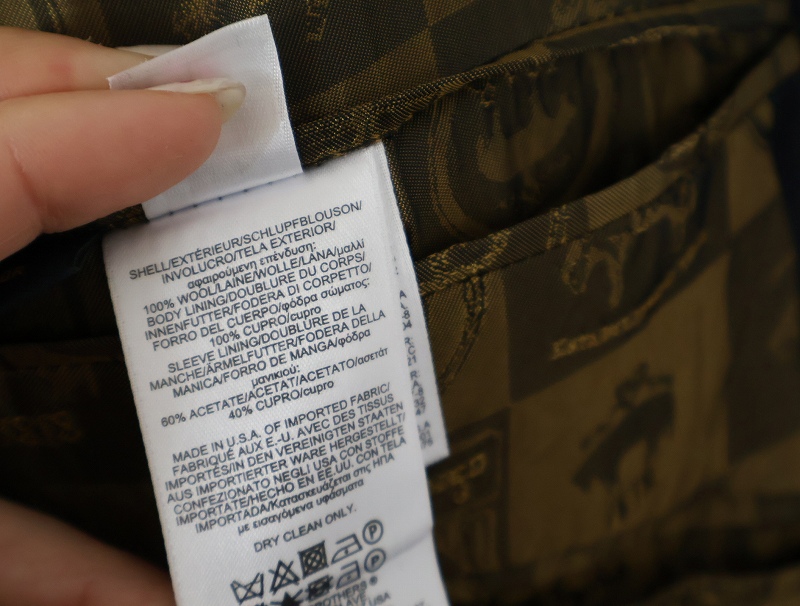 SHELL/EXTÉRIEUR/SCHLUPFBLOUSON/
INVOLUCRO/TELA EXTERIOR/
αφαιρούμενη επένδυση:
100% WOOL/LAINE/WOLLE/LANA/μαλλί
BODY LINING/DOUBLURE DU CORPS/
INNENFUTTER/FODERA DI CORPETTO/
FORRO DEL CUERPO/φόδρα σώματος:
100% CUPRO/cupro
SLEEVE LINING/DOUBLURE DE LA
MANCHE/ÄRMELFUTTER/FODERA DELLA
MANICA/FORRO DE MANGA/φόδρα
μανικιού:
60% ACETATE/ACETAT/ACETATO/ασετάτ
40% CUPRO/cupro
MADE IN U.S.A. OF IMPORTED FABRIC/
FABRIQUÉ AUX E.-U. AVEC DES TISSUS
IMPORTÉS/IN DEN VEREINIGTEN STAATEN
AUS IMPORTIERTER WARE HERGESTELLT/
CONFEZIONATO NEGLI USA CON STOFFE
IMPORTATE/HECHO EN EE.UU. CON TELA
IMPORTADA/Κατασκευάζεται στις ΗΠΑ
με εισαγόμενα υφάσματα
DRY CLEAN ONLY.